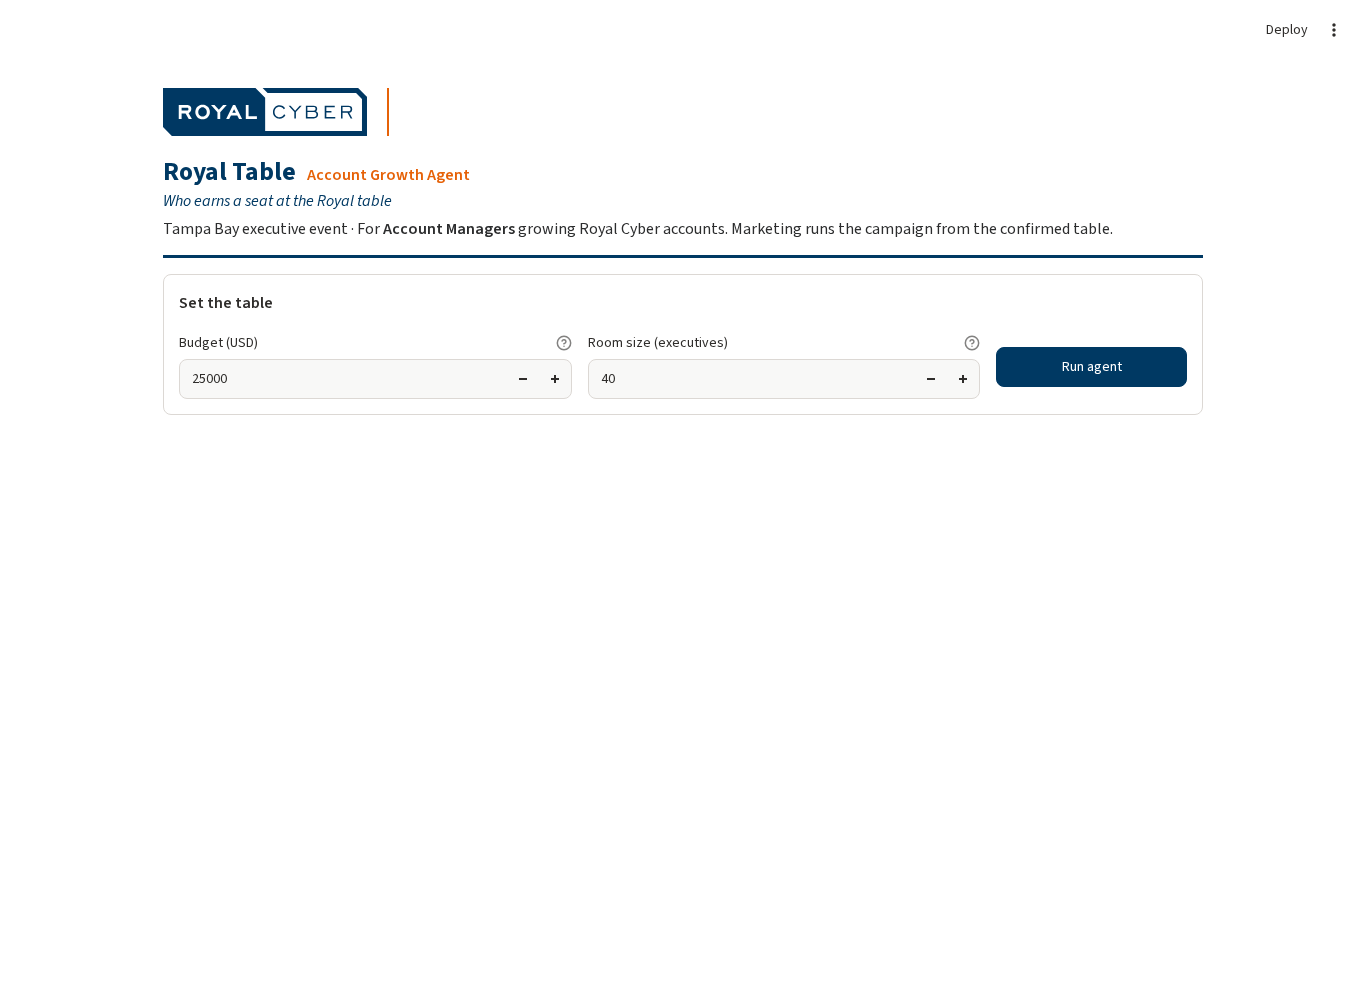 Deploy
ROYAL CYBER
Royal Table Account Growth Agent
Who earns a seat at the Royal table
Tampa Bay executive event · For Account Managers growing Royal Cyber accounts. Marketing runs the campaign from the confirmed table.
Set the table
Budget (USD)
Room size (executives)
25000
40
Run agent